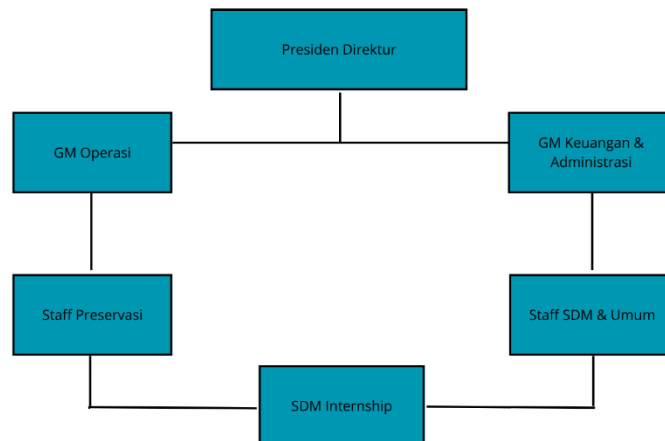 Presiden Direktur
GM Operasi
GM Keuangan &
Administrasi
Staff Preservasi
Staff SDM & Umum
SDM Internship